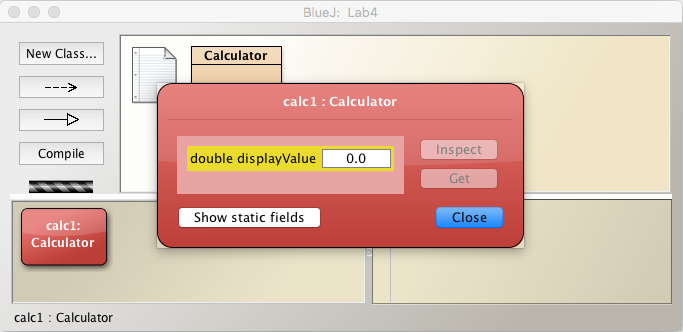 BlueJ: Lab4
New Class...
Compile
Calculator
calc1 : Calculator
double displayValue 0.0
Inspect
Get
Show static fields
Close
calc1:
Calculator
calc1 : Calculator